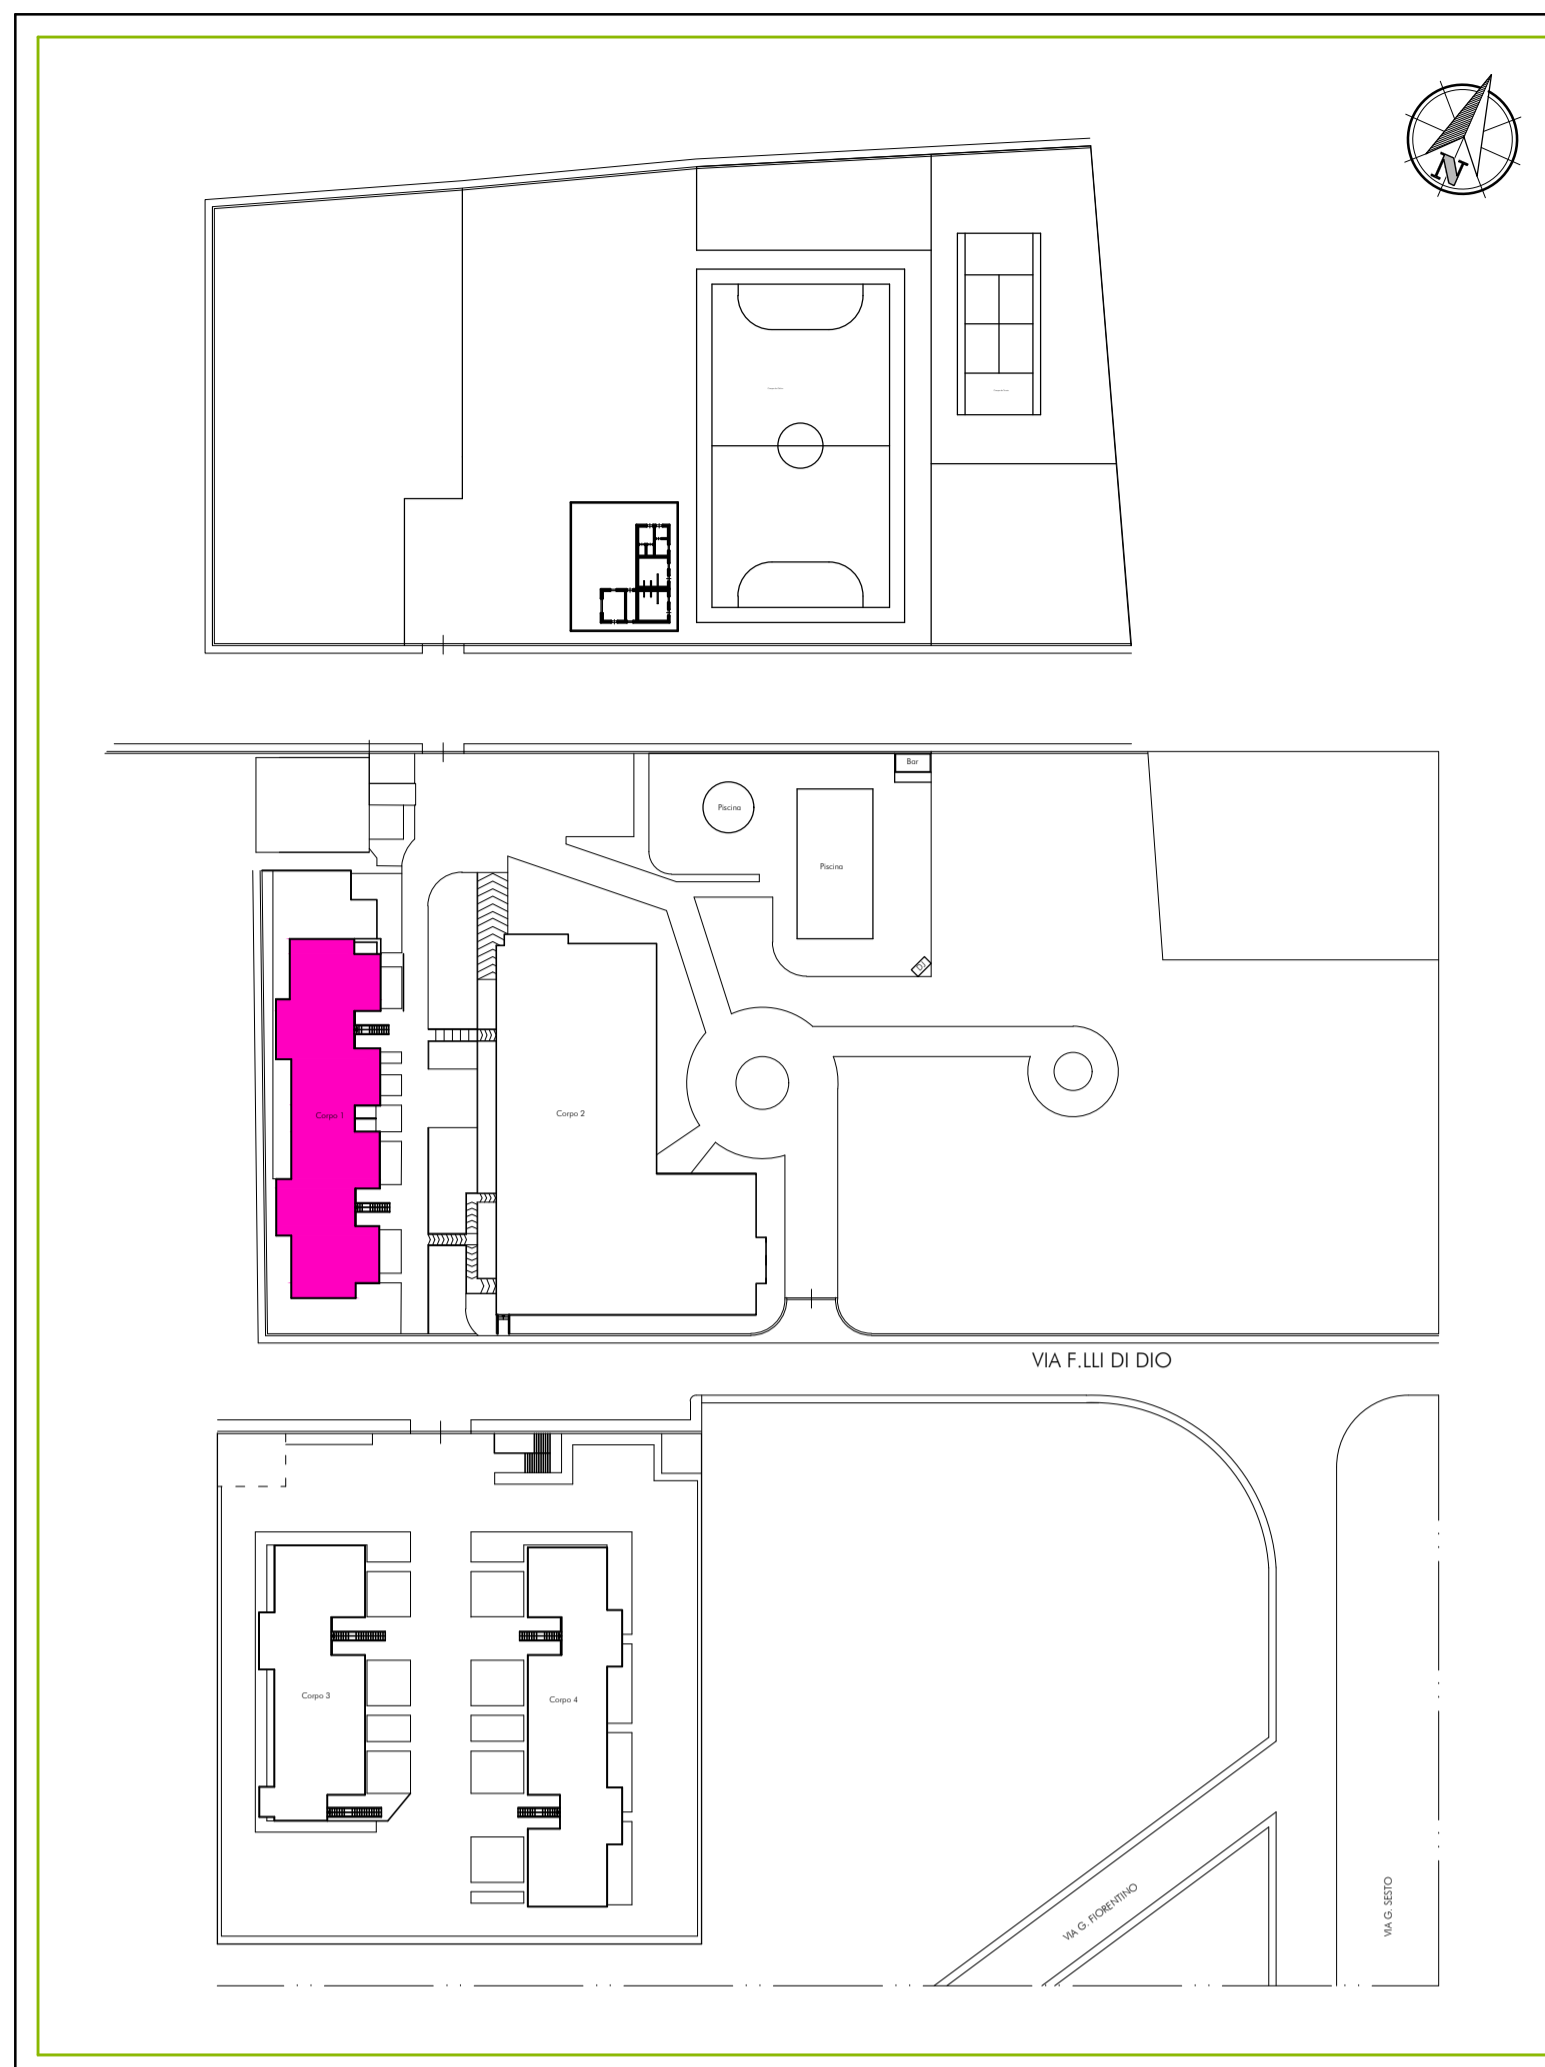 N
Bar
Piscina
Piscina
DJ
Corpo 1
Corpo 2
VIA F.LLI DI DIO
Corpo 3
Corpo 4
VIA G. FIORENTINO
VIA G. SESTO